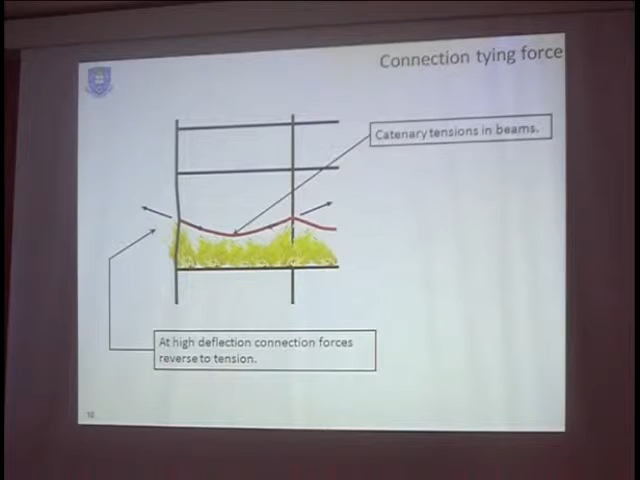 Connection tying force
Catenary tensions in beams.
At high deflection connection forces
reverse to tension.